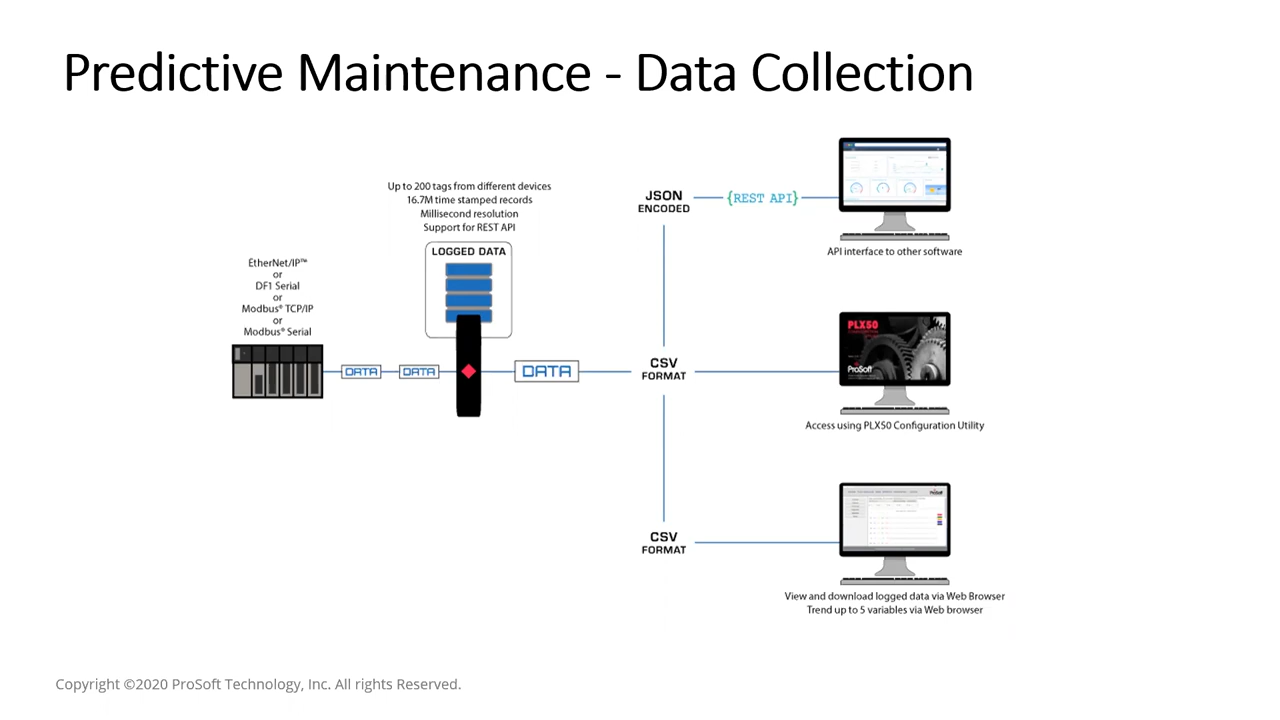 Predictive Maintenance - Data Collection
Up to 200 tags from different devices
16.7M time stamped records
Millisecond resolution
Support for REST API
LOGGED DATA
EtherNet/IP™
or
DF1 Serial
or
Modbus® TCP/IP
or
Modbus® Serial
DATA
DATA
DATA
JSON
ENCODED
{REST API}
API interface to other software
CSV
FORMAT
PLX50
ProSoft
Access using PLX50 Configuration Utility
CSV
FORMAT
ProSoft
View and download logged data via Web Browser
Trend up to 5 variables via Web browser
Copyright ©2020 ProSoft Technology, Inc. All rights Reserved.